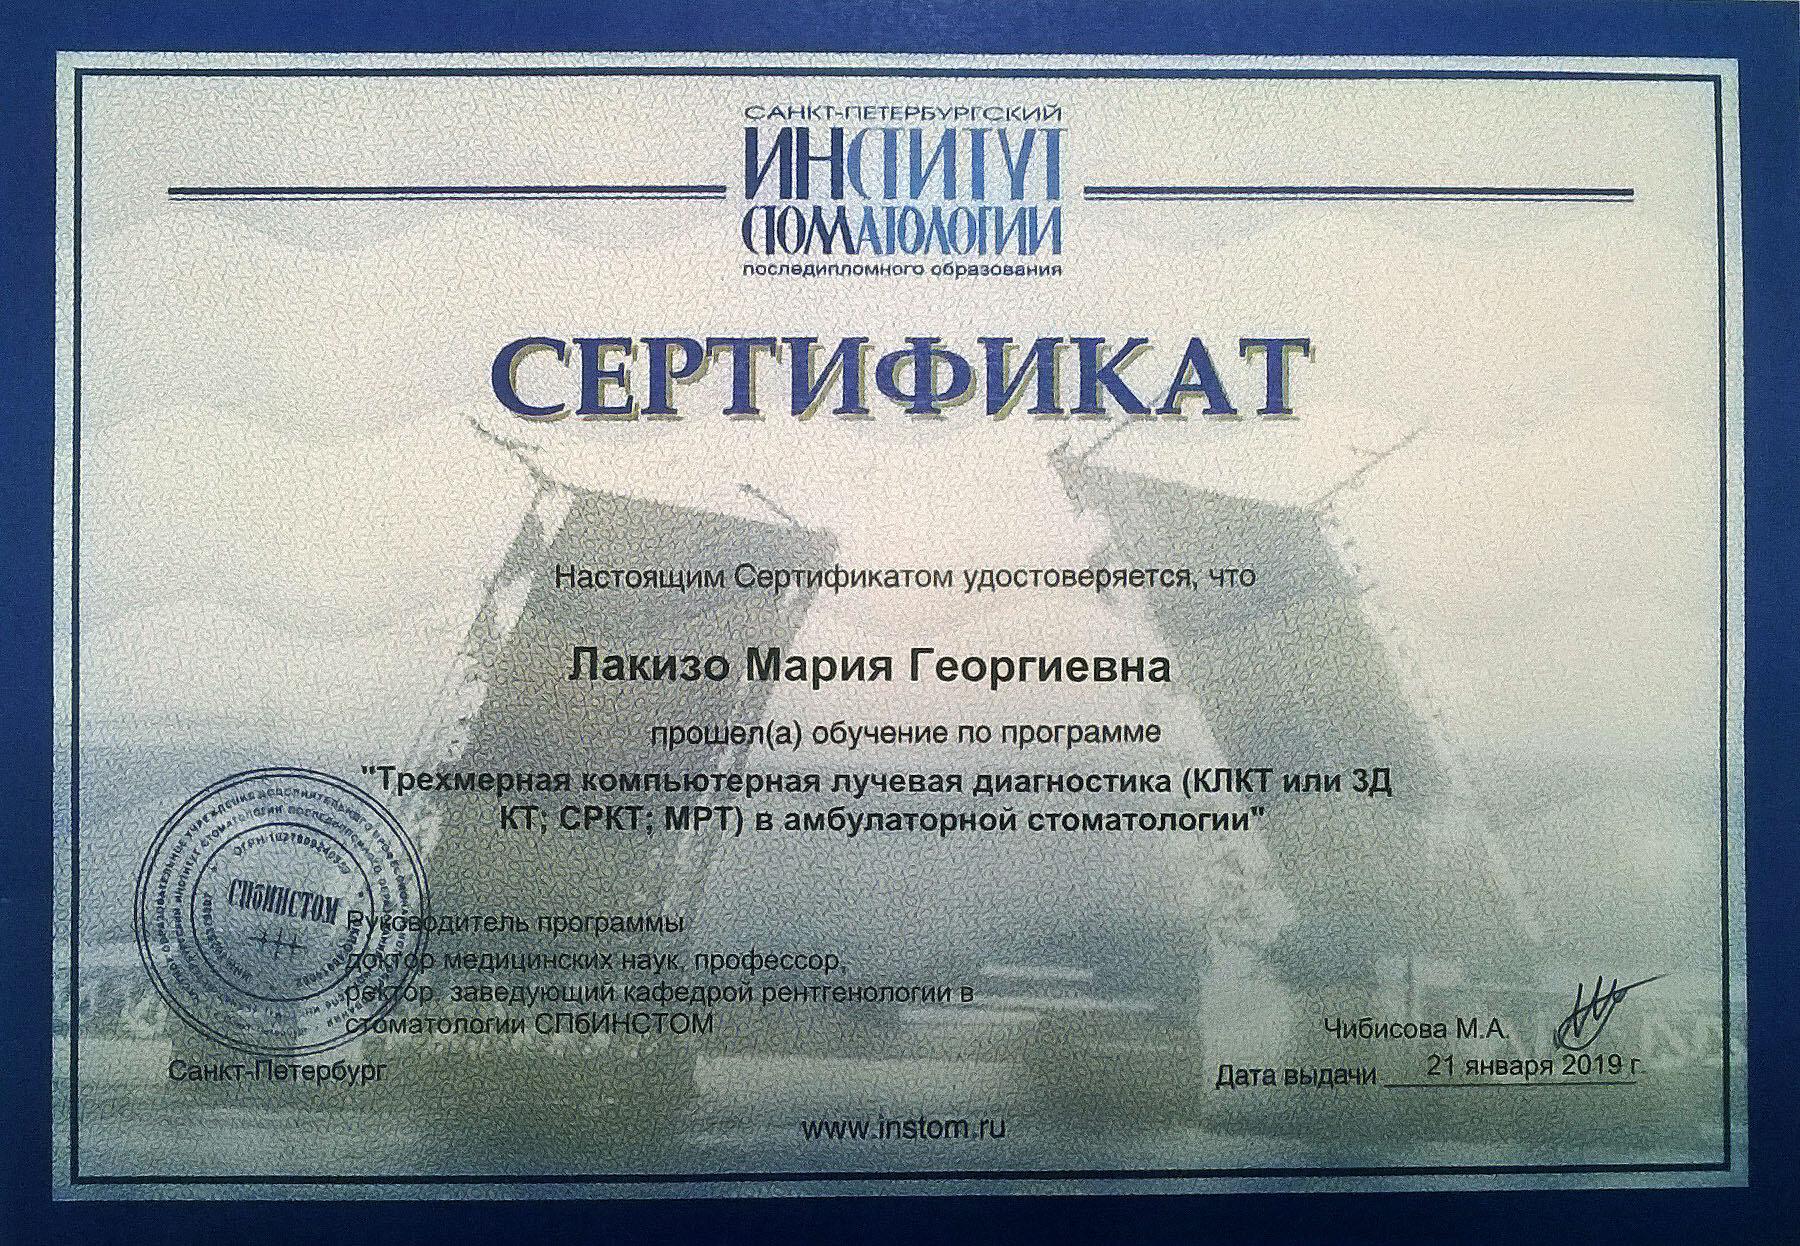 САНКТ-ПЕТЕРБУРГСКИЙ
ИНСТИТУТ
СТОМАТОЛОГИИ
последипломного образования
СЕРТИФИКАТ
Настоящим Сертификатом удостоверяется, что
Лакизо Мария Георгиевна
прошел(а) обучение по программе
"Трехмерная компьютерная лучевая диагностика (КЛКТ или 3Д
КТ; СРКТ; МРТ) в амбулаторной стоматологии"
СПбИНСТОМ
Руководитель программы
доктор медицинских наук, профессор,
ректор, заведующий кафедрой рентгенологии в
стоматологии СПбИНСТОМ
Чибисова М.А.
Санкт-Петербург
Дата выдачи 21 января 2019 г.
www.instom.ru